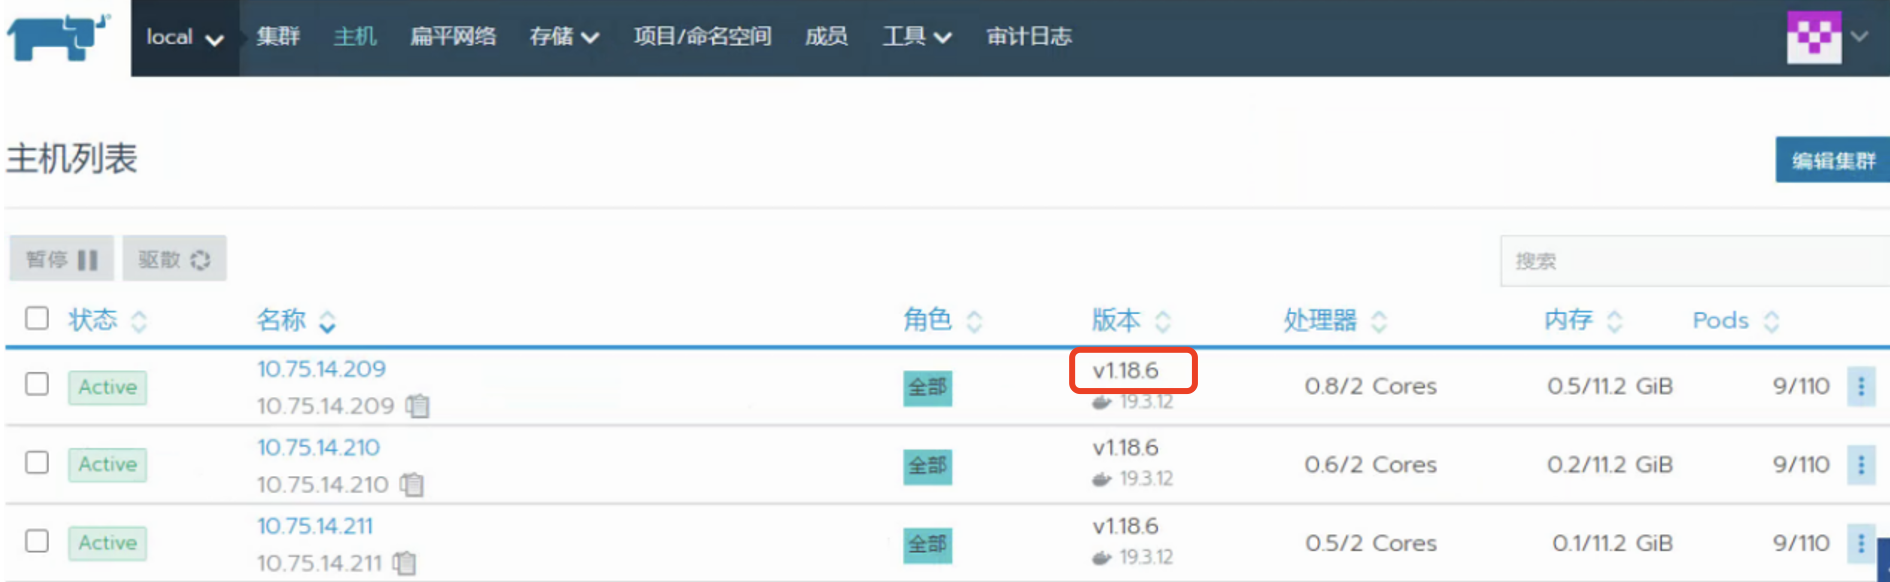 local 集群 主机 扁平网络 存储 项目/命名空间 成员 工具 审计日志
主机列表
编辑集群
暂停 驱散
搜索
状态 名称 角色 版本 处理器 内存 Pods
10.75.14.209
Active 全部 v1.18.6 0.8/2 Cores 0.5/11.2 GiB 9/110
10.75.14.209 19.3.12
10.75.14.210
Active 全部 v1.18.6 0.6/2 Cores 0.2/11.2 GiB 9/110
10.75.14.210 19.3.12
10.75.14.211
Active 全部 v1.18.6 0.5/2 Cores 0.1/11.2 GiB 9/110
10.75.14.211 19.3.12